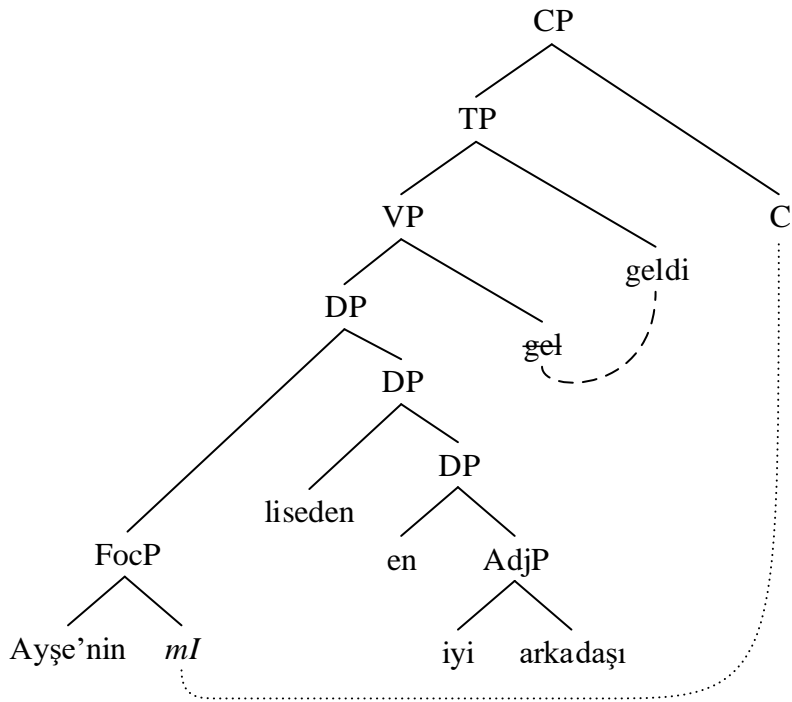 CP
TP
VP
C
geldi
DP
gel
DP
DP
liseden
FocP
en
AdjP
Ayşe’nin
mI
iyi
arkadaşı